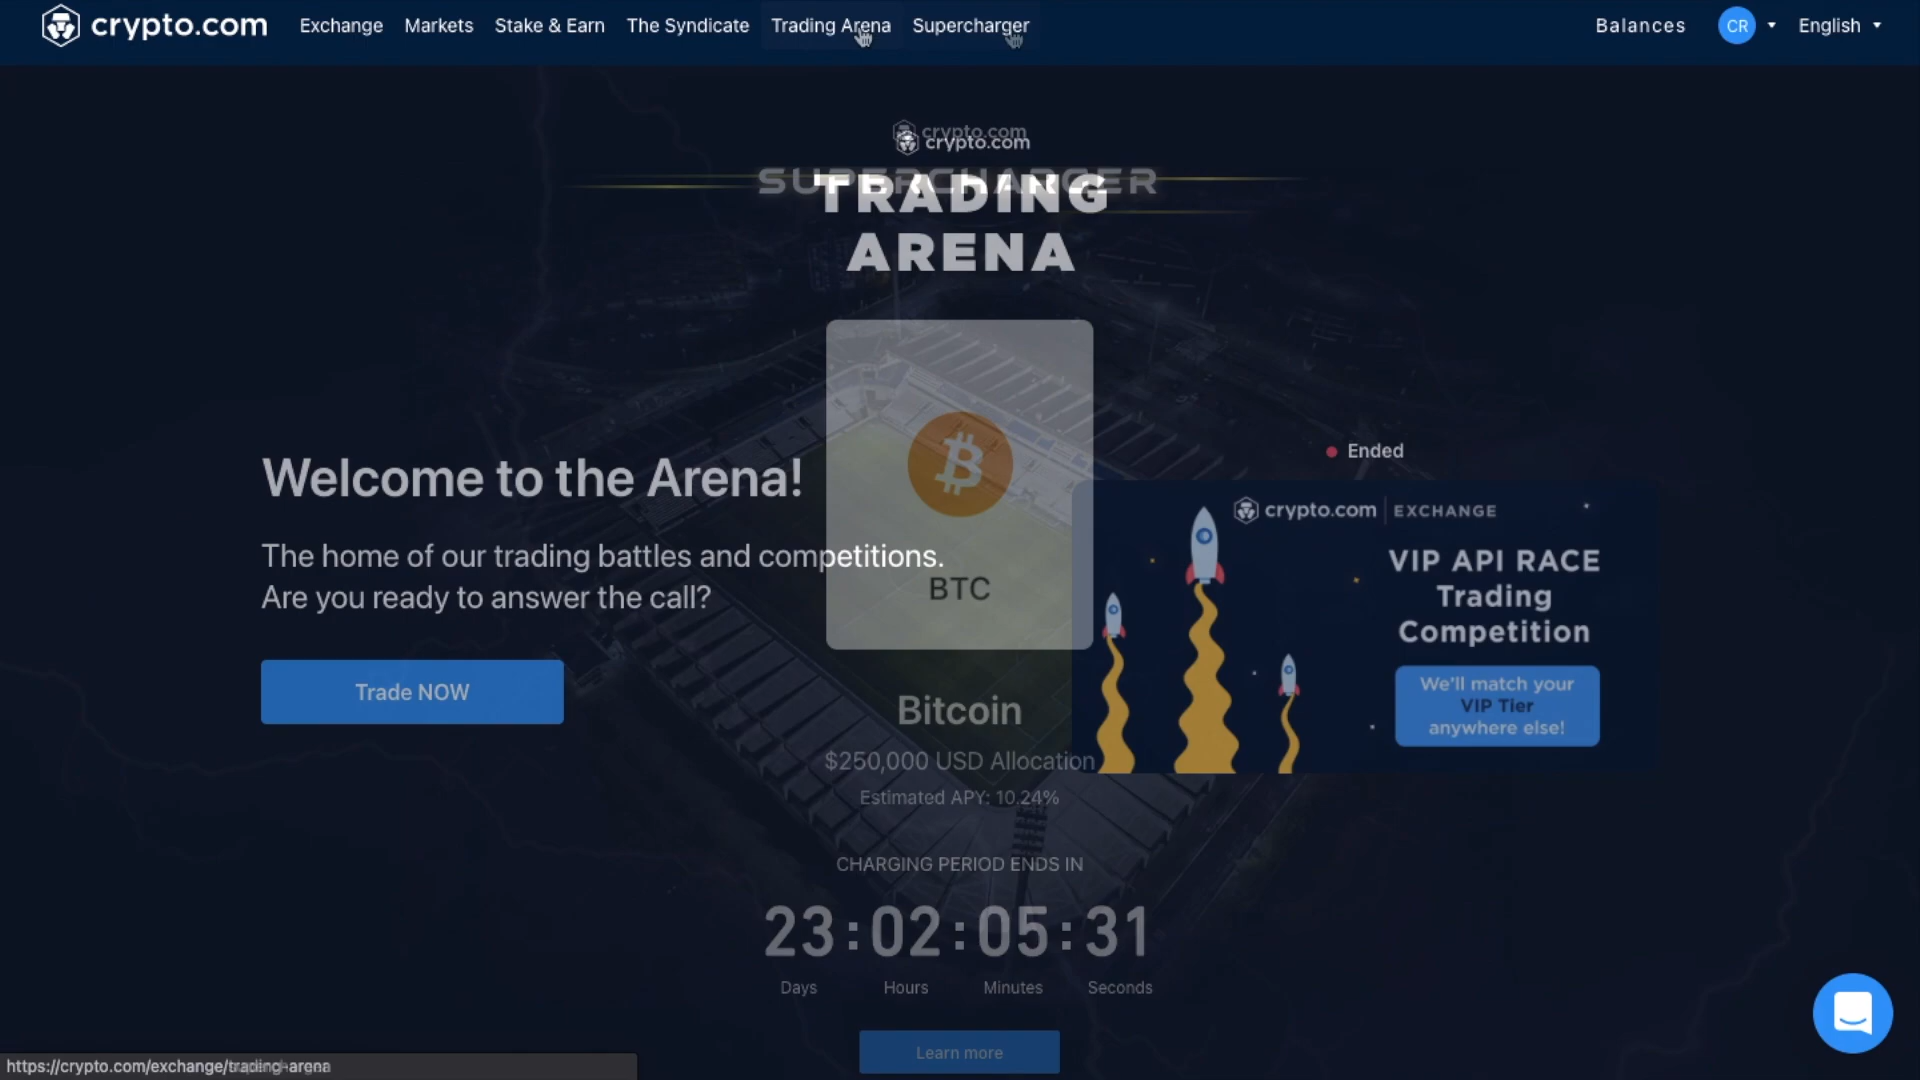 crypto.com Exchange Markets Stake & Earn The Syndicate Trading Arena Supercharger Balances CR English
crypto.com
crypto.com
SUPERCHARGER
TRADING
ARENA
Welcome to the Arena!
The home of our trading battles and competitions.
Are you ready to answer the call?
Trade NOW
BTC
Bitcoin
$250,000 USD Allocation
Estimated APY: 10.24%
CHARGING PERIOD ENDS IN
23:02:05:31
Days Hours Minutes Seconds
Learn more
Ended
crypto.com | EXCHANGE
VIP API RACE
Trading
Competition
We'll match your
VIP Tier
anywhere else!
https://crypto.com/exchange/trading-arena